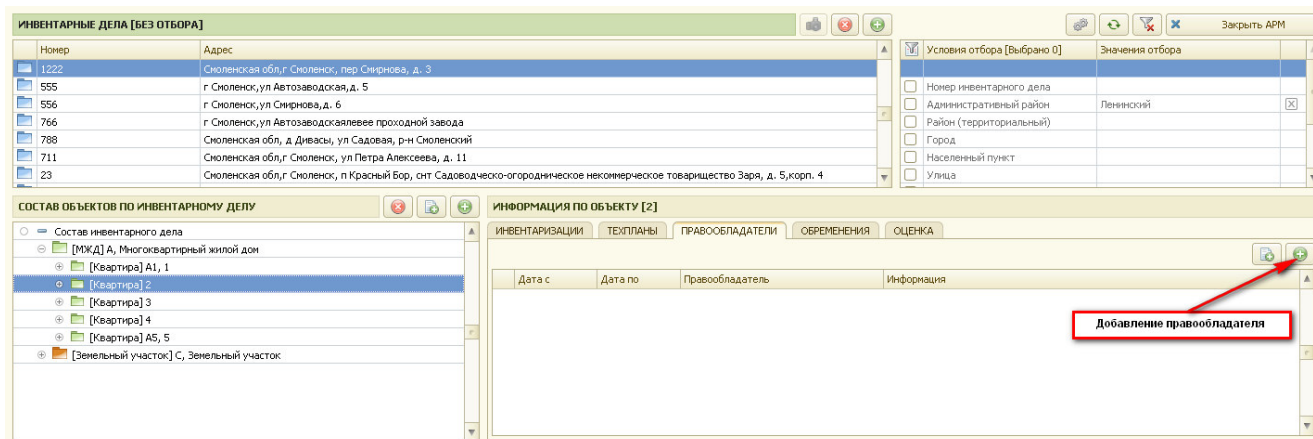 ИНВЕНТАРНЫЕ ДЕЛА [БЕЗ ОТБОРА]
Закрыть АРМ
Номер Адрес
1222 Смоленская обл,г Смоленск, пер Смирнова, д. 3
555 г Смоленск,ул Автозаводская,д. 5
556 г Смоленск,ул Смирнова,д. 6
766 г Смоленск,ул Автозаводскаялевее проходной завода
788 Смоленская обл, д Дивасы, ул Садовая, р-н Смоленский
711 Смоленская обл,г Смоленск, ул Петра Алексеева, д. 11
23 Смоленская обл,г Смоленск, п Красный Бор, снт Садоводческо-огородническое некоммерческое товарищество Заря, д. 5,корп. 4
Условия отбора [Выбрано 0] Значения отбора
Номер инвентарного дела
Административный район Ленинский
Район (территориальный)
Город
Населенный пункт
Улица
СОСТАВ ОБЪЕКТОВ ПО ИНВЕНТАРНОМУ ДЕЛУ
Состав инвентарного дела
[МЖД] А, Многоквартирный жилой дом
[Квартира] А1, 1
[Квартира] 2
[Квартира] 3
[Квартира] 4
[Квартира] А5, 5
[Земельный участок] С, Земельный участок
ИНФОРМАЦИЯ ПО ОБЪЕКТУ [2]
ИНВЕНТАРИЗАЦИИ ТЕХПЛАНЫ ПРАВООБЛАДАТЕЛИ ОБРЕМЕНЕНИЯ ОЦЕНКА
Дата с Дата по Правообладатель Информация
Добавление правообладателя